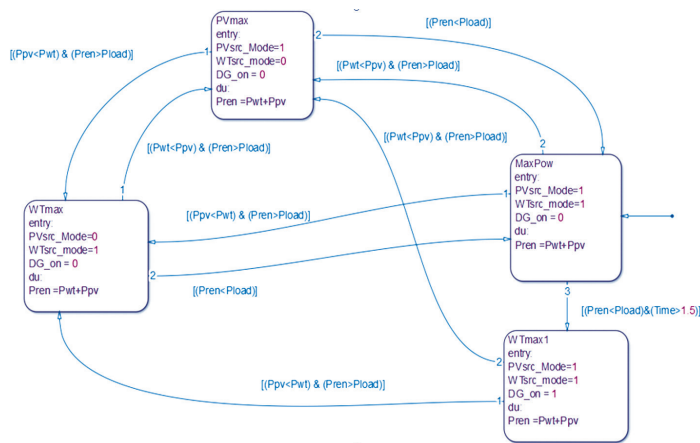 PVmax
entry:
PVsrc_Mode=1
WTsrc_mode=0
DG_on = 0
du:
Pren =Pwt+Ppv
1
2
[(Pren<Pload)]
[(Ppv<Pwt) & (Pren>Pload)]
[(Pwt<Ppv) & (Pren>Pload)]
[(Pwt<Ppv) & (Pren>Pload)]
[(Pwt<Ppv) & (Pren>Pload)]
MaxPow
entry:
PVsrc_Mode=1
WTsrc_mode=1
DG_on = 0
du:
Pren =Pwt+Ppv
2
1
3
WTmax
entry:
PVsrc_Mode=0
WTsrc_mode=1
DG_on = 0
du:
Pren =Pwt+Ppv
1
2
[(Ppv<Pwt) & (Pren>Pload)]
[(Pren<Pload)]
[(Pren<Pload)&(Time>1.5)]
WTmax1
entry:
PVsrc_Mode=1
WTsrc_mode=1
DG_on = 1
du:
Pren =Pwt+Ppv
2
1
[(Ppv<Pwt) & (Pren>Pload)]